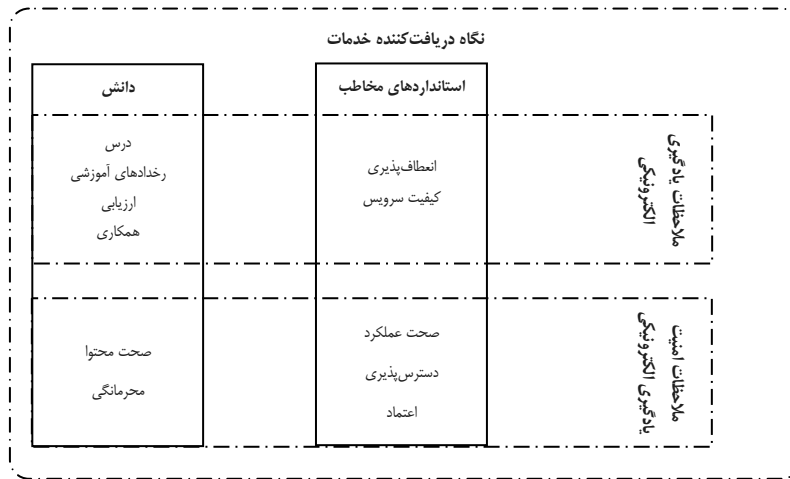 نگاه دریافت‌کننده خدمات
استانداردهای مخاطب
دانش
ملاحظات یادگیری
الکترونیکی
انعطاف‌پذیری
کیفیت سرویس
درس
رخدادهای آموزشی
ارزیابی
همکاری
ملاحظات امنیت
یادگیری الکترونیکی
صحت عملکرد
دسترس‌پذیری
اعتماد
صحت محتوا
محرمانگی